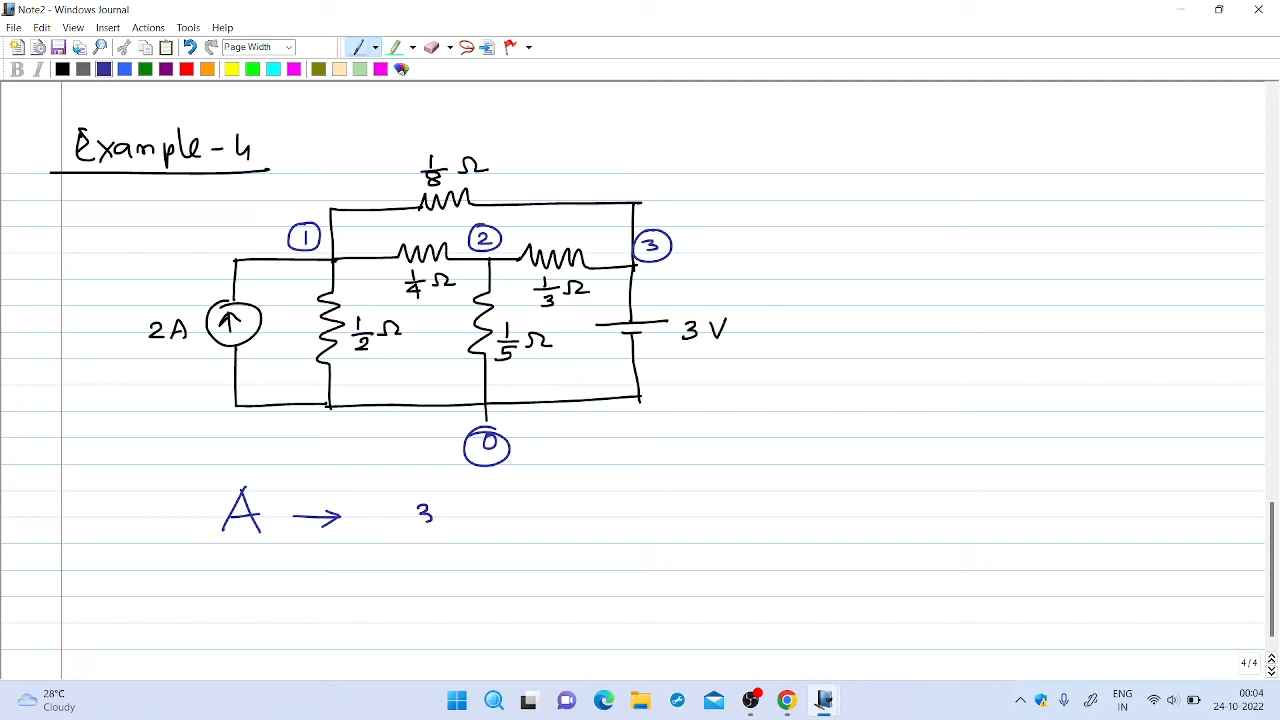 Note2 - Windows Journal
File Edit View Insert Actions Tools Help
Page Width
B I
Example-4
1/8 Ω
1 2 3
1/4 Ω 1/3 Ω
2A 1/2 Ω 1/5 Ω 3 V
0
A → 3
4/4
28°C
Cloudy
ENG
IN
00:04
24-10-2022